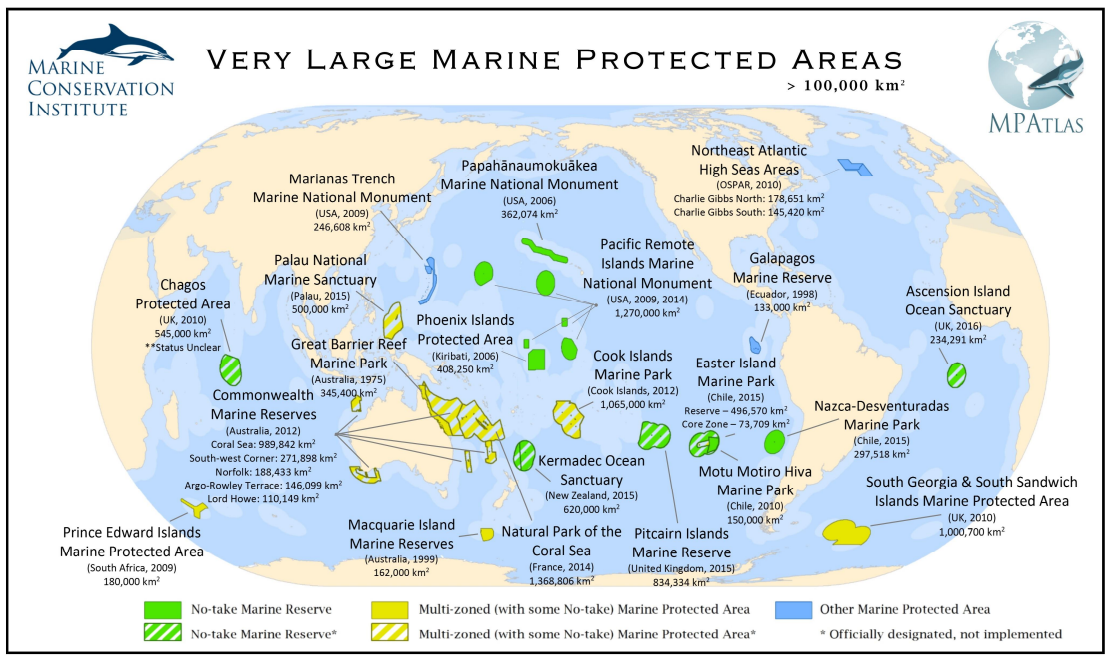 MARINE
CONSERVATION
INSTITUTE
VERY LARGE MARINE PROTECTED AREAS
> 100,000 km²
MPATLAS
Northeast Atlantic
High Seas Areas
(OSPAR, 2010)
Charlie Gibbs North: 178,651 km²
Charlie Gibbs South: 145,420 km²
Papahānaumokuākea
Marine National Monument
(USA, 2006)
362,074 km²
Marianas Trench
Marine National Monument
(USA, 2009)
246,608 km²
Pacific Remote
Islands Marine
National Monument
(USA, 2009, 2014)
1,270,000 km²
Galapagos
Marine Reserve
(Ecuador, 1998)
133,000 km²
Palau National
Marine Sanctuary
(Palau, 2015)
500,000 km²
Chagos
Protected Area
(UK, 2010)
545,000 km²
**Status Unclear
Ascension Island
Ocean Sanctuary
(UK, 2016)
234,291 km²
Phoenix Islands
Protected Area
(Kiribati, 2006)
408,250 km²
Great Barrier Reef
Marine Park
(Australia, 1975)
345,400 km²
Cook Islands
Marine Park
(Cook Islands, 2012)
1,065,000 km²
Easter Island
Marine Park
(Chile, 2015)
Reserve – 496,570 km²
Core Zone – 73,709 km²
Commonwealth
Marine Reserves
(Australia, 2012)
Coral Sea: 989,842 km²
South-west Corner: 271,898 km²
Norfolk: 188,433 km²
Argo-Rowley Terrace: 146,099 km²
Lord Howe: 110,149 km²
Nazca-Desventuradas
Marine Park
(Chile, 2015)
297,518 km²
Kermadec Ocean
Sanctuary
(New Zealand, 2015)
620,000 km²
Motu Motiro Hiva
Marine Park
(Chile, 2010)
150,000 km²
South Georgia & South Sandwich
Islands Marine Protected Area
(UK, 2010)
1,000,700 km²
Prince Edward Islands
Marine Protected Area
(South Africa, 2009)
180,000 km²
Macquarie Island
Marine Reserves
(Australia, 1999)
162,000 km²
Natural Park of the
Coral Sea
(France, 2014)
1,368,806 km²
Pitcairn Islands
Marine Reserve
(United Kingdom, 2015)
834,334 km²
No-take Marine Reserve
Multi-zoned (with some No-take) Marine Protected Area
Other Marine Protected Area
No-take Marine Reserve*
Multi-zoned (with some No-take) Marine Protected Area*
* Officially designated, not implemented